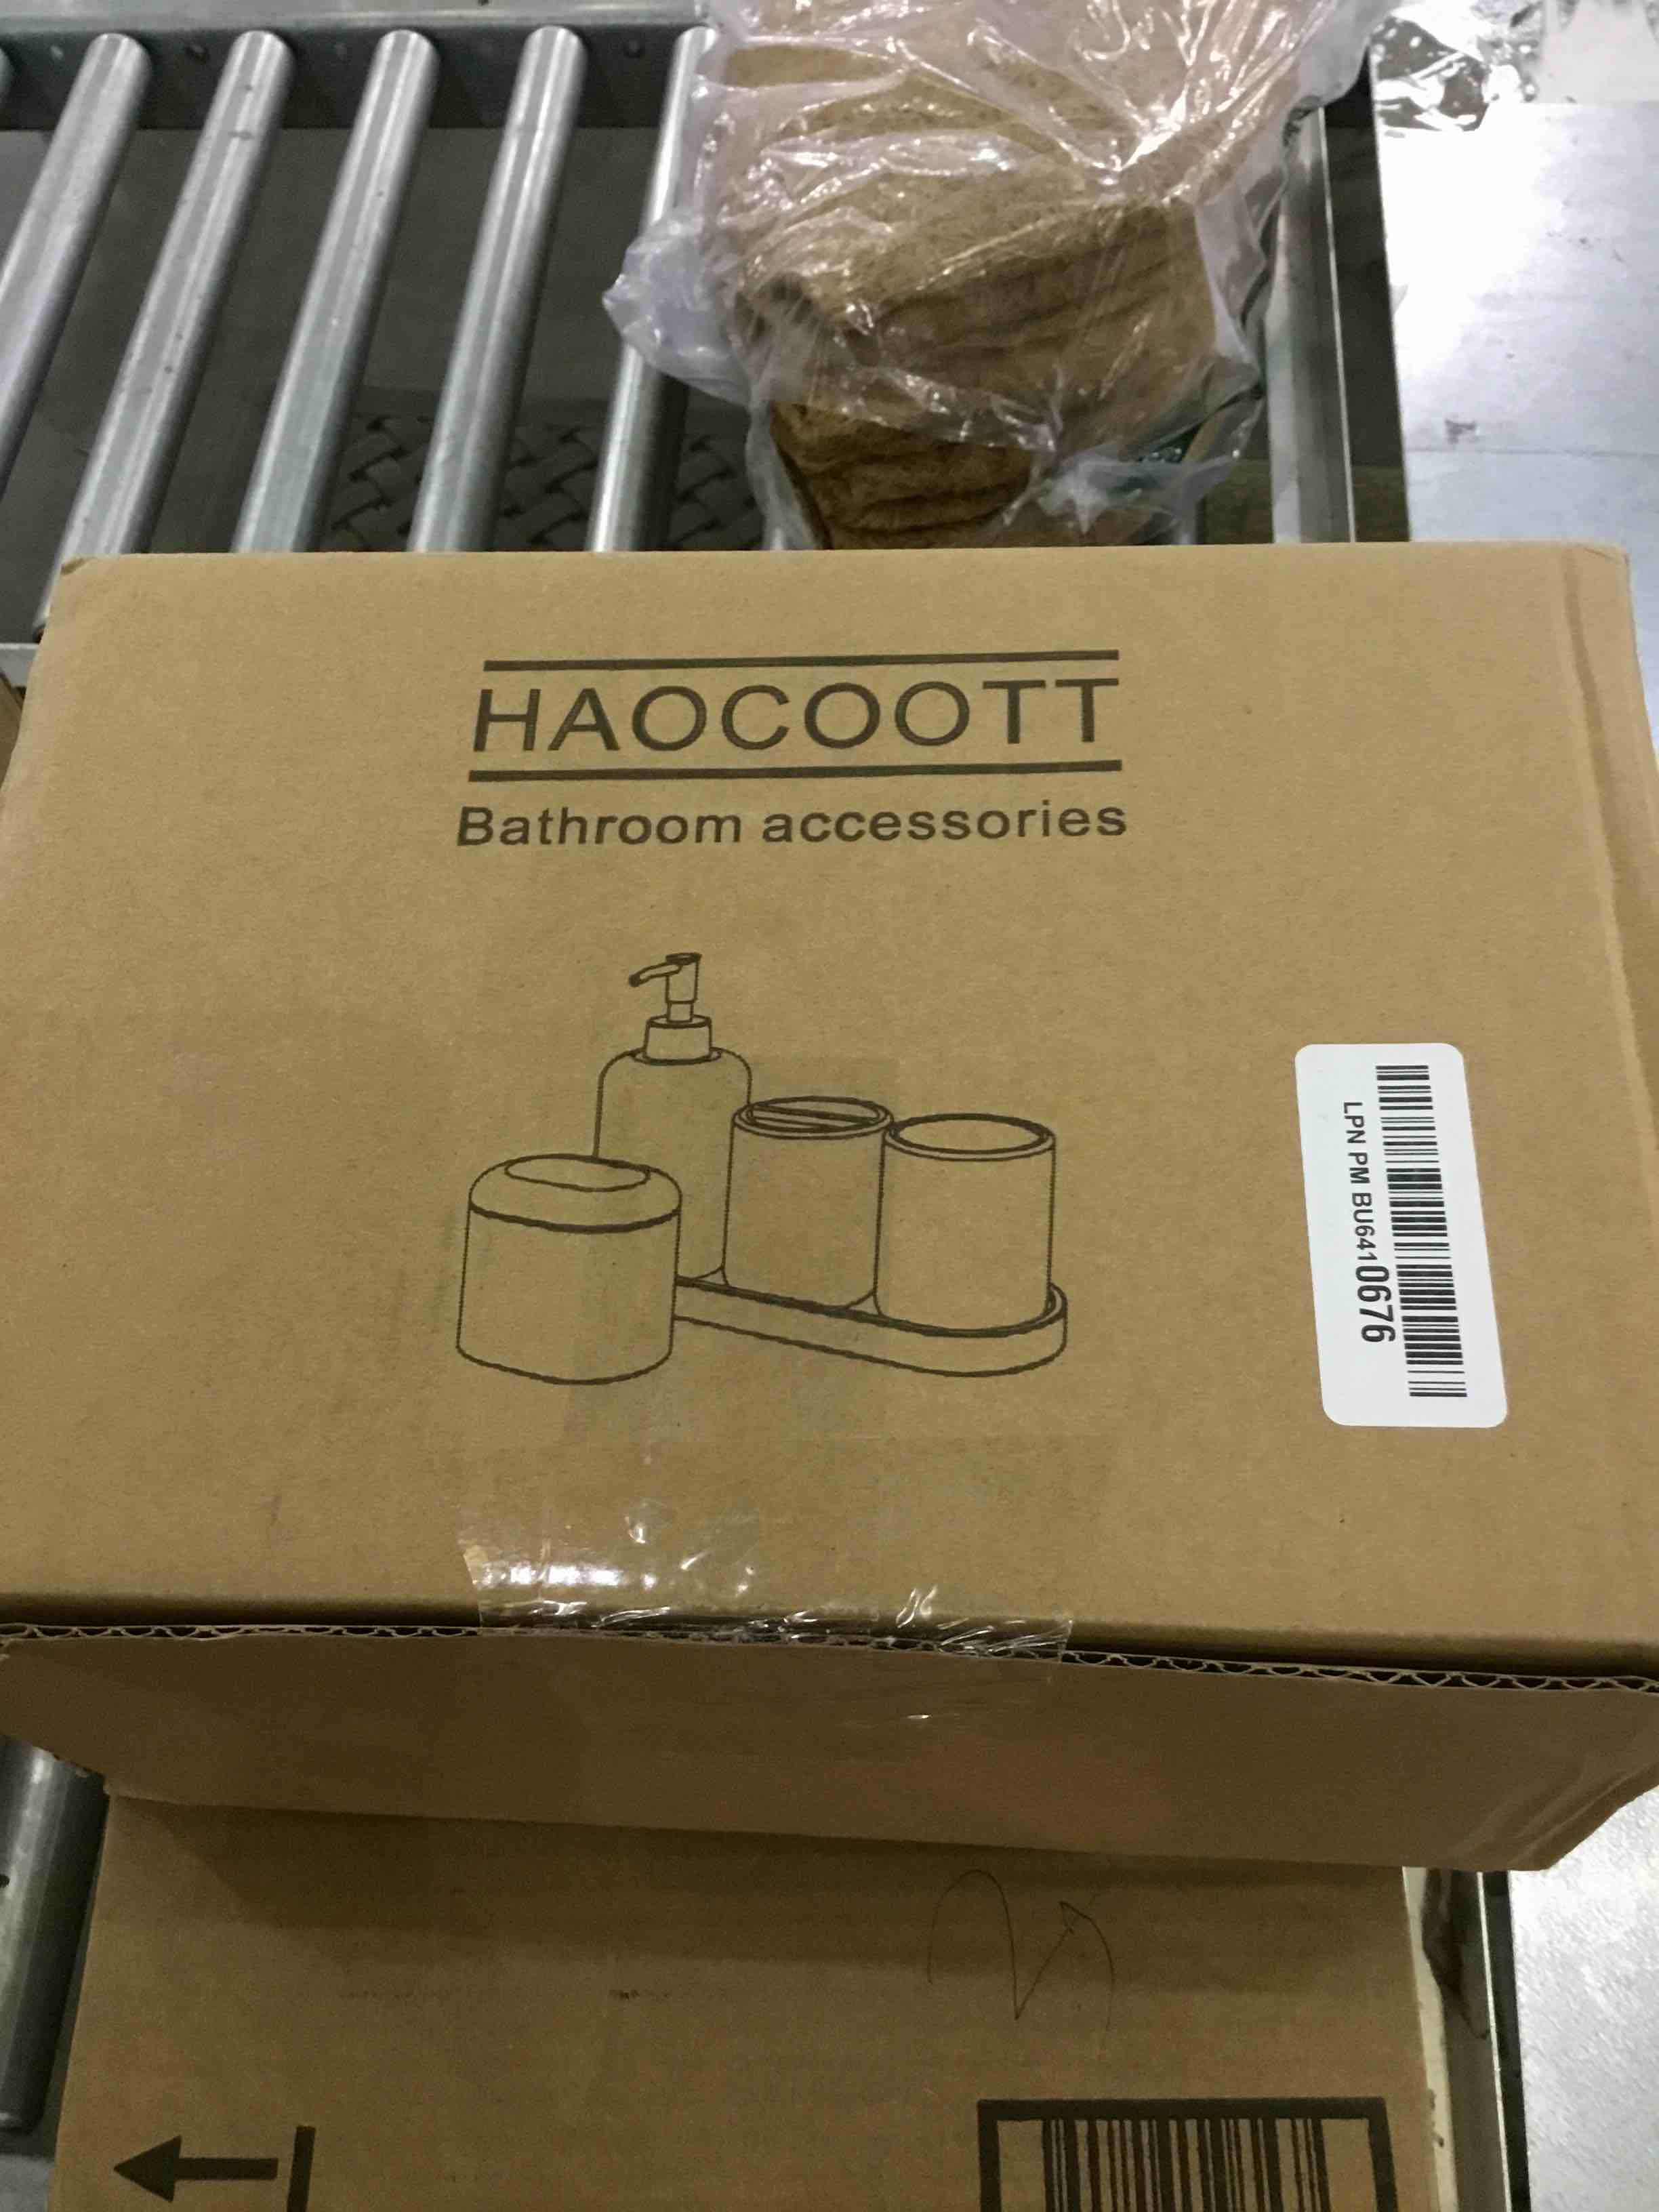 HAOCOOTT
Bathroom accessories
LPN PM BU6410676